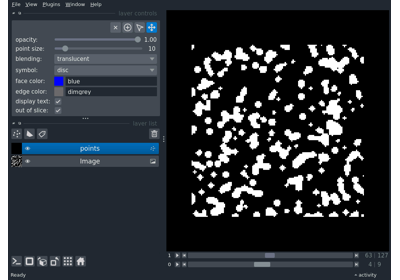 File View Plugins Window Help
layer controls
opacity: 1.00
point size: 10
blending: translucent
symbol: disc
face color: blue
edge color: dimgrey
display text:
out of slice:
layer list
points
Image
1 63 127
0 4 9
Ready activity